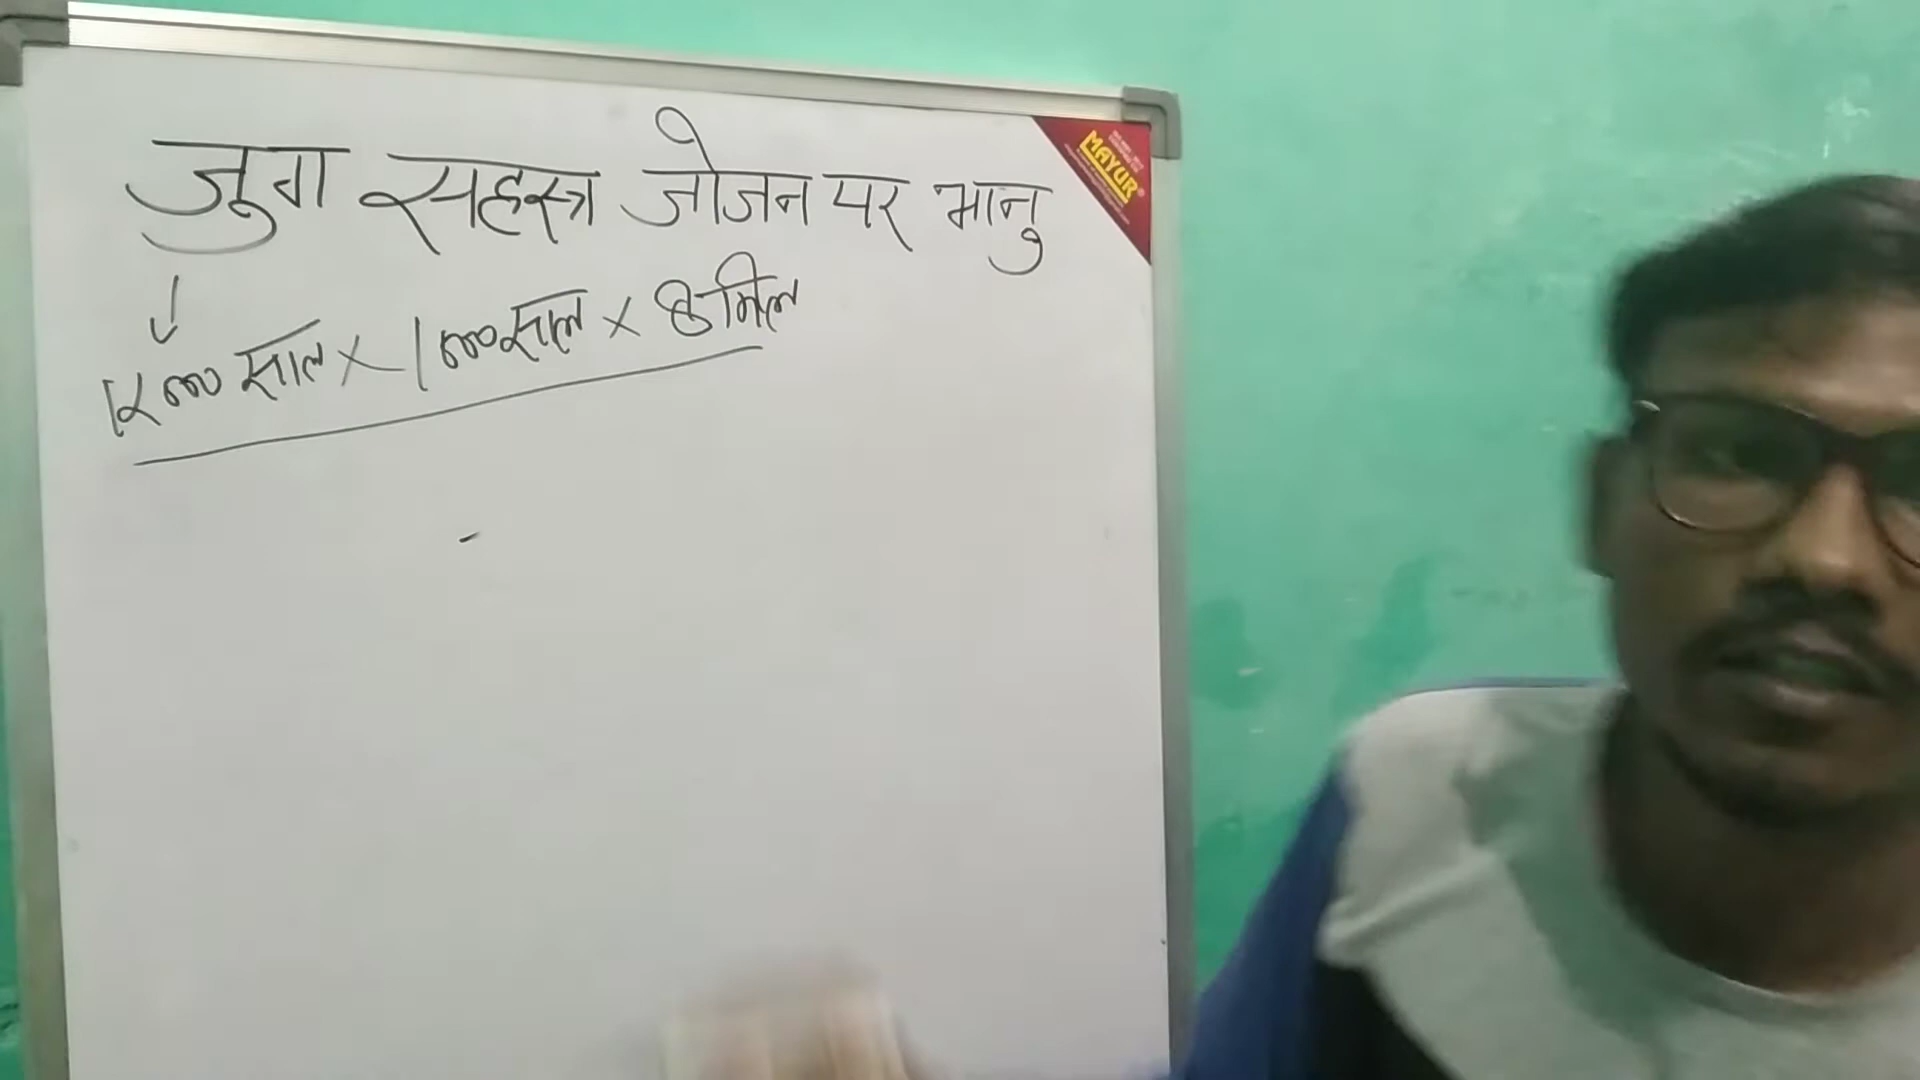 जुग सहस्त्र जोजन पर भानु
12000 साल × 1000 साल × 8 मिल
MAYUR